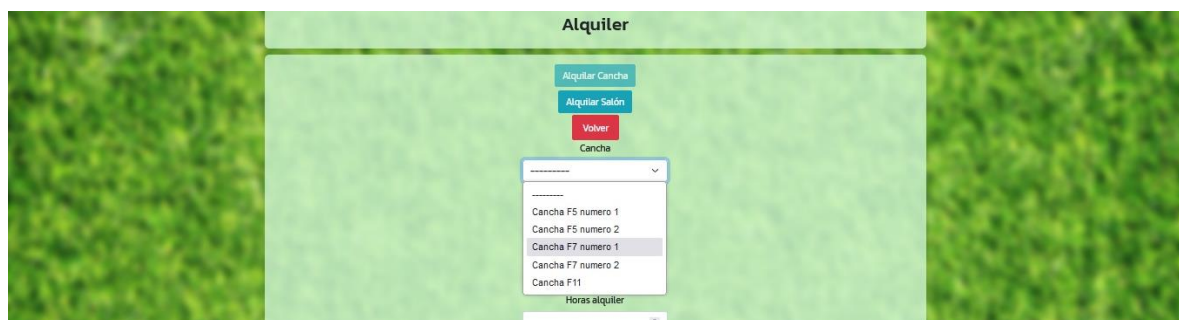 Alquiler
Alquilar Cancha
Alquilar Salón
Volver
Cancha
---------
---------
Cancha F5 numero 1
Cancha F5 numero 2
Cancha F7 numero 1
Cancha F7 numero 2
Cancha F11
Horas alquiler